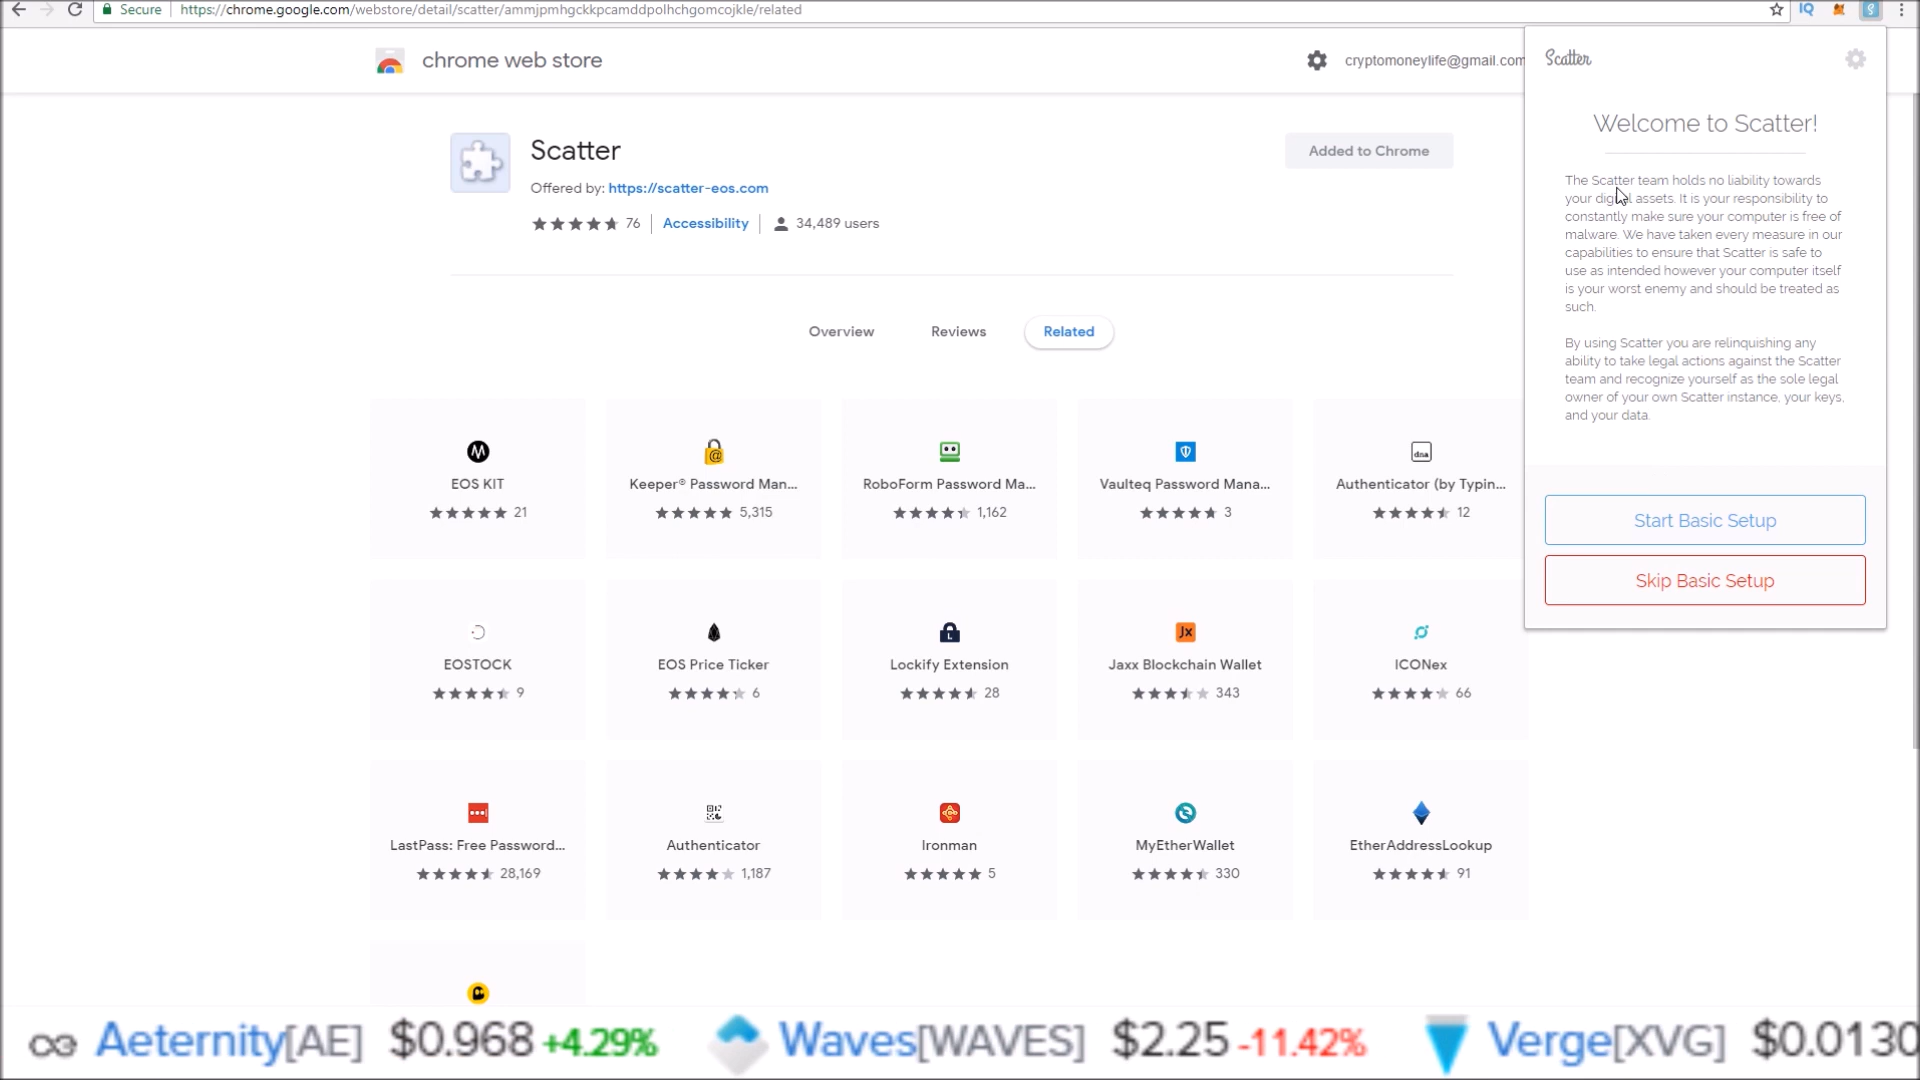 Secure https://chrome.google.com/webstore/detail/scatter/ammjpmhgckkpcamddpolhchgomcojkle/related
IQ
chrome web store
cryptomoneylife@gmail.com
Scatter
Offered by: https://scatter-eos.com
76 Accessibility 34,489 users
Added to Chrome
Overview Reviews Related
EOS KIT
21
Keeper® Password Man...
5,315
RoboForm Password Ma...
1,162
Vaulteq Password Mana...
3
dna
Authenticator (by Typin...
12
EOSTOCK
9
EOS Price Ticker
6
Lockify Extension
28
Jx
Jaxx Blockchain Wallet
343
ICONex
66
LastPass: Free Password...
28,169
Authenticator
1,187
Ironman
5
MyEtherWallet
330
EtherAddressLookup
91
Scatter
Welcome to Scatter!
The Scatter team holds no liability towards
your digital assets. It is your responsibility to
constantly make sure your computer is free of
malware. We have taken every measure in our
capabilities to ensure that Scatter is safe to
use as intended however your computer itself
is your worst enemy and should be treated as
such.
By using Scatter you are relinquishing any
ability to take legal actions against the Scatter
team and recognize yourself as the sole legal
owner of your own Scatter instance, your keys,
and your data.
Start Basic Setup
Skip Basic Setup
Aeternity[AE] $0.968 +4.29% Waves[WAVES] $2.25 -11.42% Verge[XVG] $0.0130